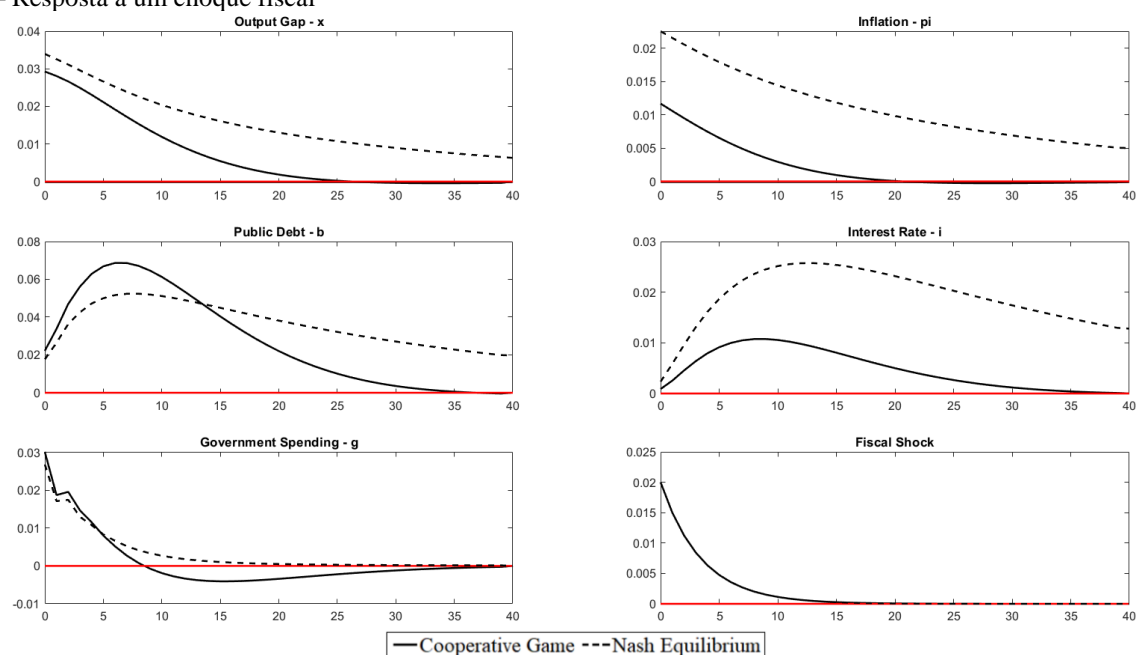 - Resposta a um choque fiscal
Output Gap - x
0.04
0.03
0.02
0.01
0
0 5 10 15 20 25 30 35 40
Inflation - pi
0.02
0.015
0.01
0.005
0
0 5 10 15 20 25 30 35 40
Public Debt - b
0.08
0.06
0.04
0.02
0
0 5 10 15 20 25 30 35 40
Interest Rate - i
0.03
0.02
0.01
0
0 5 10 15 20 25 30 35 40
Government Spending - g
0.03
0.02
0.01
0
-0.01
0 5 10 15 20 25 30 35 40
Fiscal Shock
0.025
0.02
0.015
0.01
0.005
0
0 5 10 15 20 25 30 35 40
Cooperative Game Nash Equilibrium